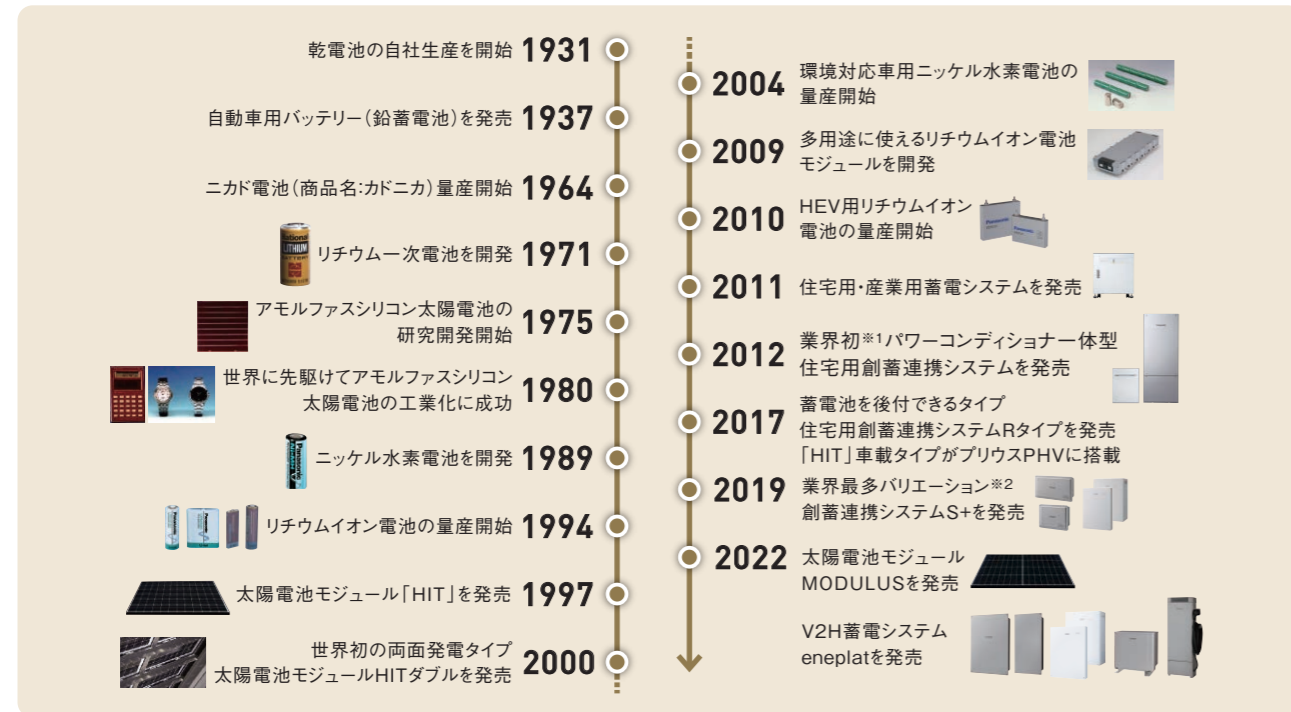 乾電池の自社生産を開始 1931
自動車用バッテリー（鉛蓄電池）を発売 1937
ニカド電池（商品名：カドニカ）量産開始 1964
National
LITHIUM
BATTERY
リチウム一次電池を開発 1971
アモルファスシリコン太陽電池の
研究開発開始 1975
世界に先駆けてアモルファスシリコン
太陽電池の工業化に成功 1980
Panasonic
ニッケル水素電池を開発 1989
リチウムイオン電池の量産開始 1994
太陽電池モジュール「HIT」を発売 1997
世界初の両面発電タイプ
太陽電池モジュールHITダブルを発売 2000
2004 環境対応車用ニッケル水素電池の
量産開始
2009 多用途に使えるリチウムイオン電池
モジュールを開発
2010 HEV用リチウムイオン
電池の量産開始
Panasonic
Panasonic
2011 住宅用・産業用蓄電システムを発売
2012 業界初※1パワーコンディショナー一体型
住宅用創蓄連携システムを発売
2017 蓄電池を後付できるタイプ
住宅用創蓄連携システムRタイプを発売
「HIT」車載タイプがプリウスPHVに搭載
2019 業界最多バリエーション※2
創蓄連携システムS+を発売
2022 太陽電池モジュール
MODULUSを発売
V2H蓄電システム
eneplatを発売